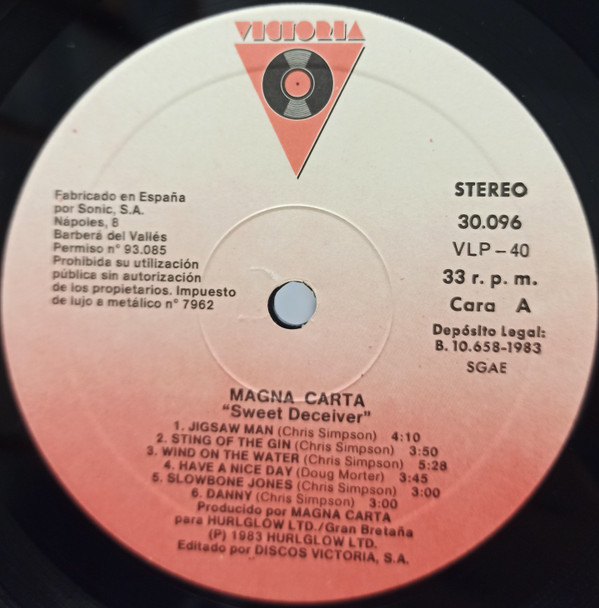 VICTORIA
Fabricado en España
por Sonic, S.A.
Nápoles, 8
Barberá del Vallés
Permiso nº 93.085
Prohibida su utilización
pública sin autorización
de los propietarios. Impuesto
de lujo a metálico nº 7962
STEREO
30.096
VLP - 40
33 r. p. m.
Cara A
Depósito Legal:
B. 10.658-1983
SGAE
MAGNA CARTA
"Sweet Deceiver"
1. JIGSAW MAN (Chris Simpson) 4:10
2. STING OF THE GIN (Chris Simpson) 3:50
3. WIND ON THE WATER (Chris Simpson) 5:28
4. HAVE A NICE DAY (Doug Morter) 3:45
5. SLOWBONE JONES (Chris Simpson) 3:00
6. DANNY (Chris Simpson) 3:00
Producido por MAGNA CARTA
para HURLGLOW LTD./Gran Bretaña
(P) 1983 HURLGLOW LTD.
Editado por DISCOS VICTORIA, S.A.